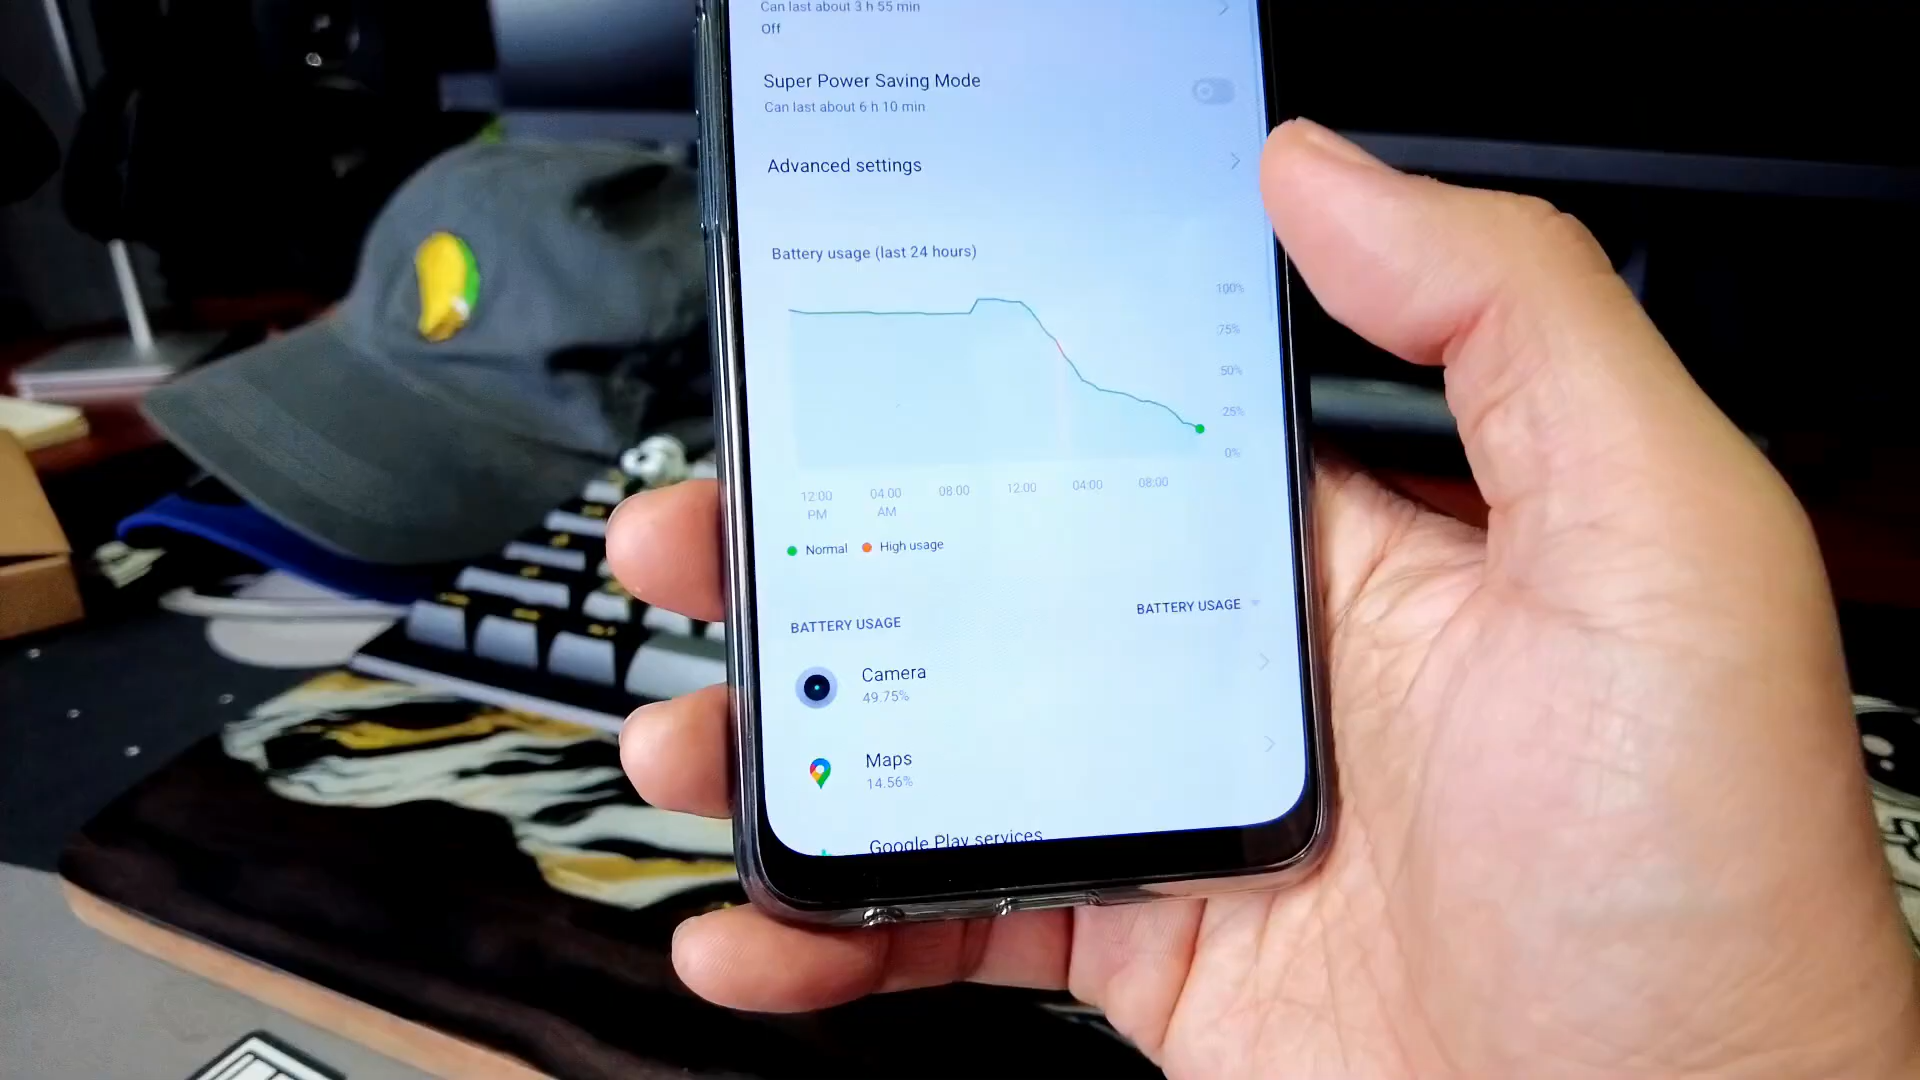 Can last about 3 h 55 min
Off
Super Power Saving Mode
Can last about 6 h 10 min
Advanced settings
Battery usage (last 24 hours)
100%
75%
50%
25%
0%
12:00 04:00 08:00 12:00 04:00 08:00
PM AM
Normal High usage
BATTERY USAGE BATTERY USAGE
Camera
49.75%
Maps
14.56%
Google Play services